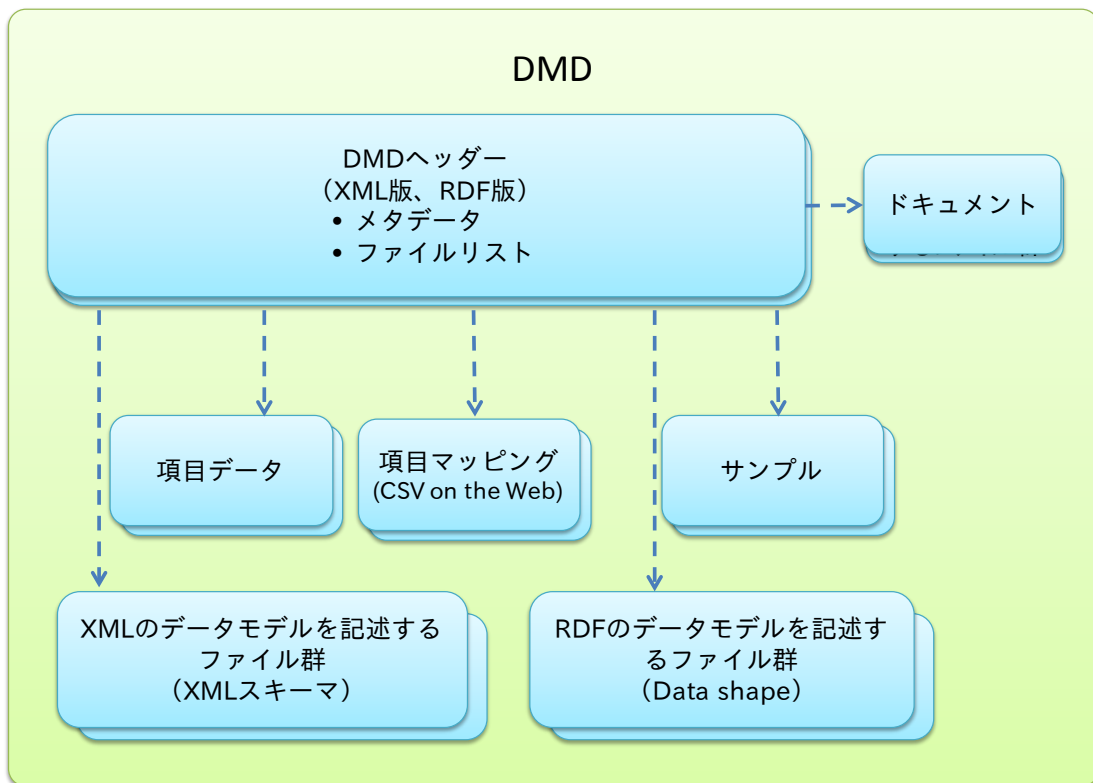 DMD
DMDヘッダー
（XML版、RDF版）
• メタデータ
• ファイルリスト
ドキュメント
項目データ
項目マッピング
(CSV on the Web)
サンプル
XMLのデータモデルを記述する
ファイル群
（XMLスキーマ）
RDFのデータモデルを記述す
るファイル群
（Data shape）